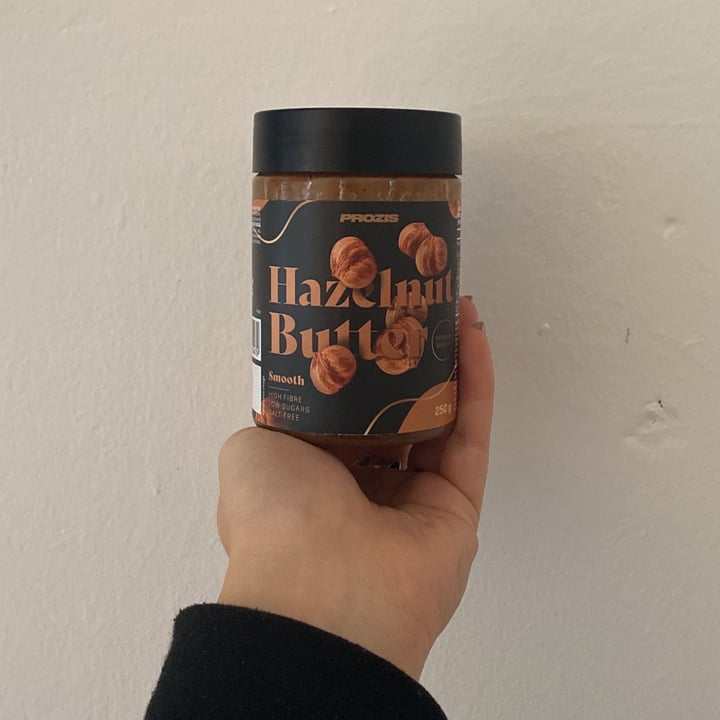 PROZIS
Hazelnut
Butter
Smooth
HIGH FIBRE
LOW SUGARS
SALT-FREE
250 g